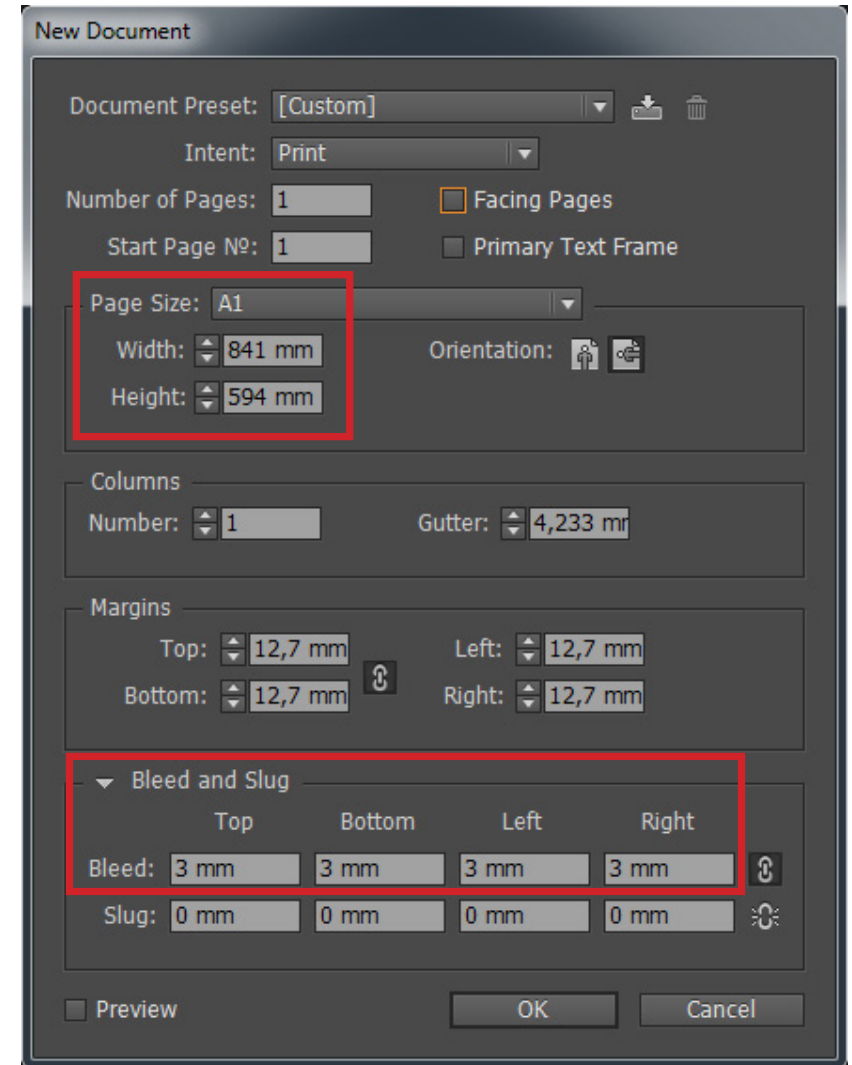 New Document
Document Preset: [Custom]
Intent: Print
Number of Pages: 1 Facing Pages
Start Page Nº: 1 Primary Text Frame
Page Size: A1
Width: 841 mm Orientation:
Height: 594 mm
Columns
Number: 1 Gutter: 4,233 mr
Margins
Top: 12,7 mm Left: 12,7 mm
Bottom: 12,7 mm Right: 12,7 mm
Bleed and Slug
Top Bottom Left Right
Bleed: 3 mm 3 mm 3 mm 3 mm
Slug: 0 mm 0 mm 0 mm 0 mm
Preview OK Cancel